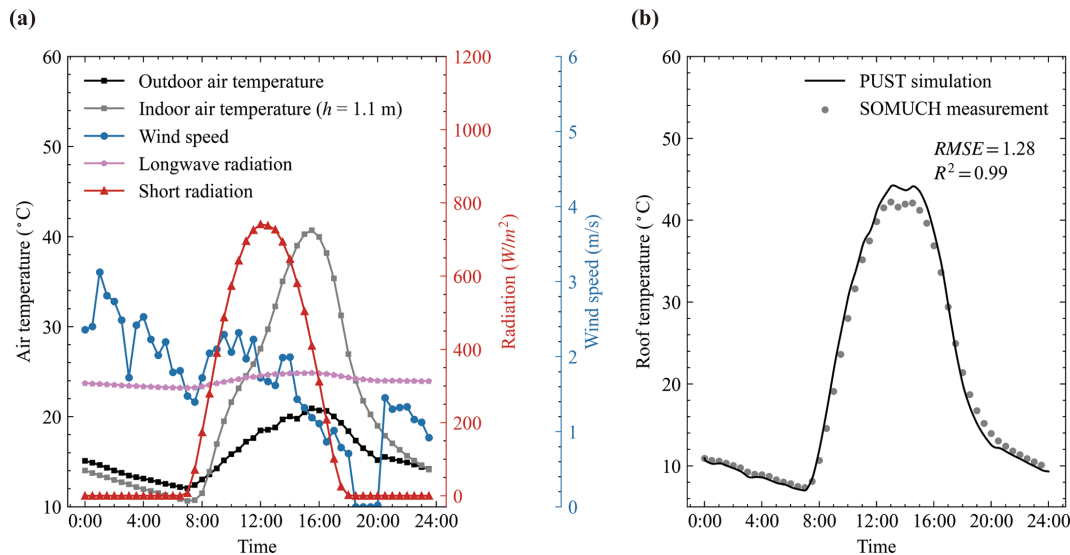 (a)
60
50
40
30
20
10
Air temperature (°C)
Outdoor air temperature
Indoor air temperature (h = 1.1 m)
Wind speed
Longwave radiation
Short radiation
0:00 4:00 8:00 12:00 16:00 20:00 24:00
Time
1200
1000
800
600
400
200
0
Radiation (W/m²)
6
5
4
3
2
1
0
Wind speed (m/s)
(b)
60
50
40
30
20
10
Roof temperature (°C)
PUST simulation
SOMUCH measurement
RMSE = 1.28
R² = 0.99
0:00 4:00 8:00 12:00 16:00 20:00 24:00
Time